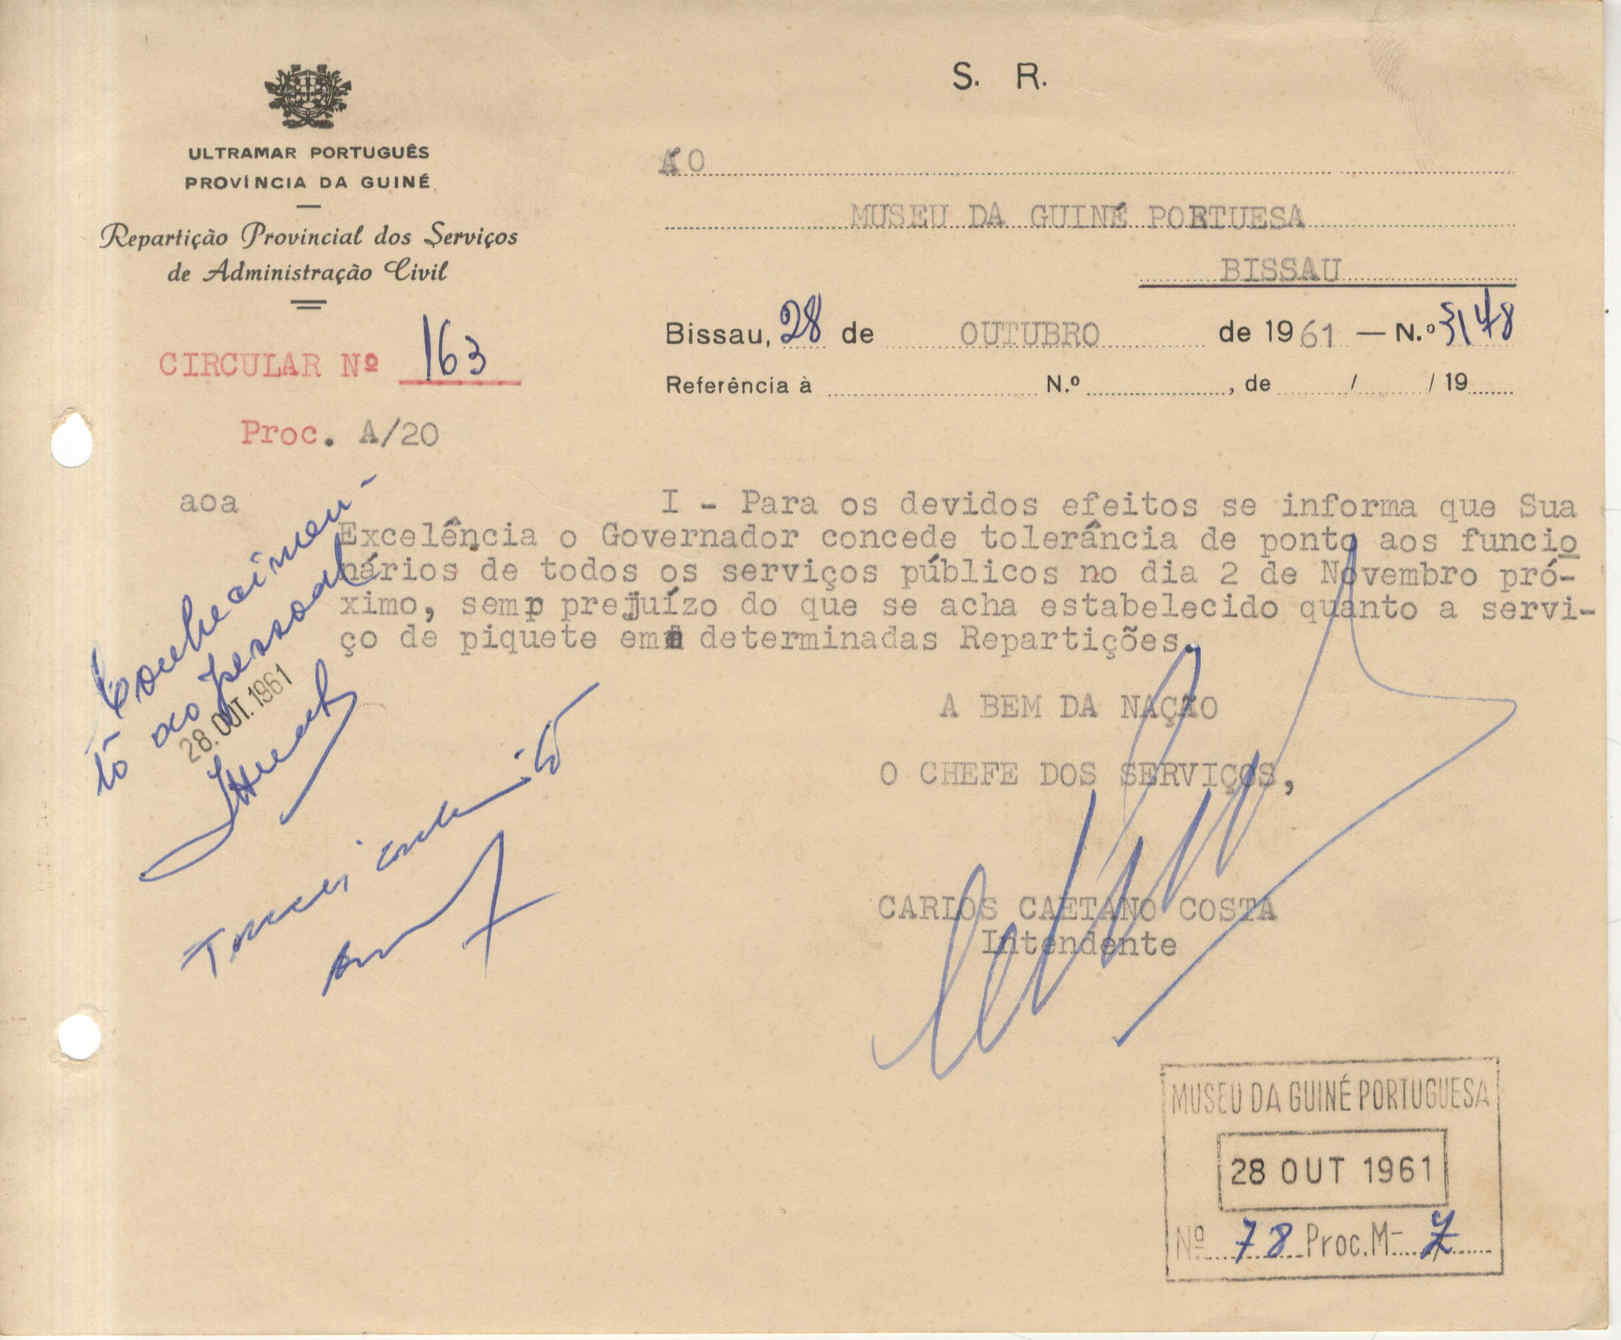 S. R.
ULTRAMAR PORTUGUÊS
PROVÍNCIA DA GUINÉ
Repartição Provincial dos Serviços
de Administração Civil
CIRCULAR Nº 163
Proc. A/20
AO
MUSEU DA GUINÉ PORTUESA
BISSAU
Bissau, 28 de OUTUBRO de 1961 — N.º 3148
Referência à N.º , de / / 19
aoa
I - Para os devidos efeitos se informa que Sua
Excelência o Governador concede tolerância de ponto aos funcio
nários de todos os serviços públicos no dia 2 de Novembro pró-
ximo, sem prejuízo do que se acha estabelecido quanto a servi-
ço de piquete em determinadas Repartições.
A BEM DA NAÇÃO
O CHEFE DOS SERVIÇOS,
CARLOS CAETANO COSTA
Intendente
Conhecimen-
to ao pessoal
28.OUT.1961
MUSEU DA GUINÉ PORTUGUESA
28 OUT 1961
Nº 78 Proc. M- 7